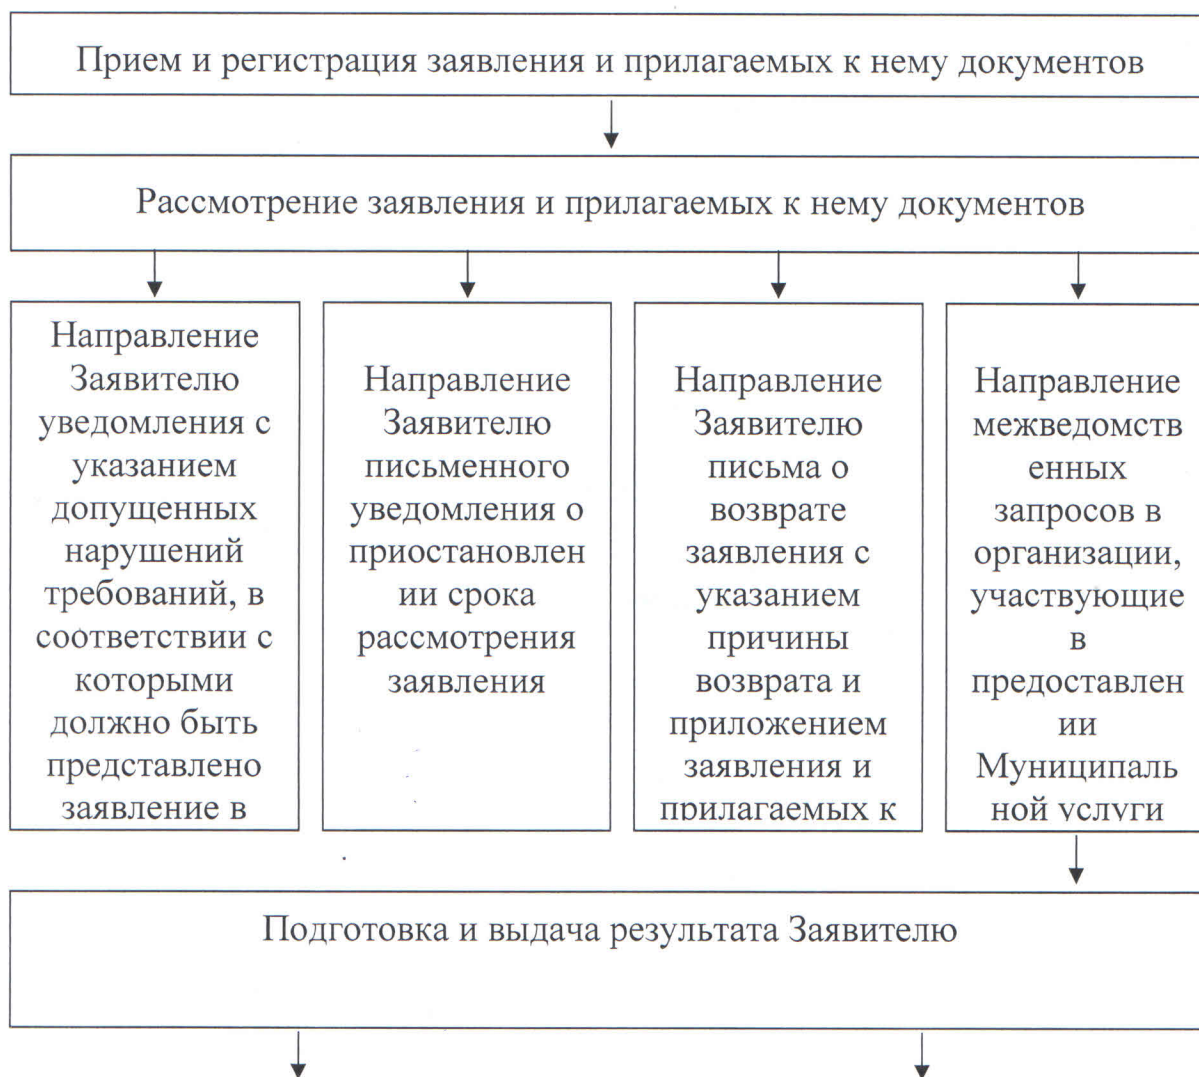 Прием и регистрация заявления и прилагаемых к нему документов
Рассмотрение заявления и прилагаемых к нему документов
Направление
Заявителю
уведомления с
указанием
допущенных
нарушений
требований, в
соответствии с
которыми
должно быть
представлено
заявление в
Направление
Заявителю
письменного
уведомления о
приостановлен
ии срока
рассмотрения
заявления
Направление
Заявителю
письма о
возврате
заявления с
указанием
причины
возврата и
приложением
заявления и
прилагаемых к
Направление
межведомств
енных
запросов в
организации,
участвующие
в
предоставлен
ии
Муниципаль
ной услуги
Подготовка и выдача результата Заявителю